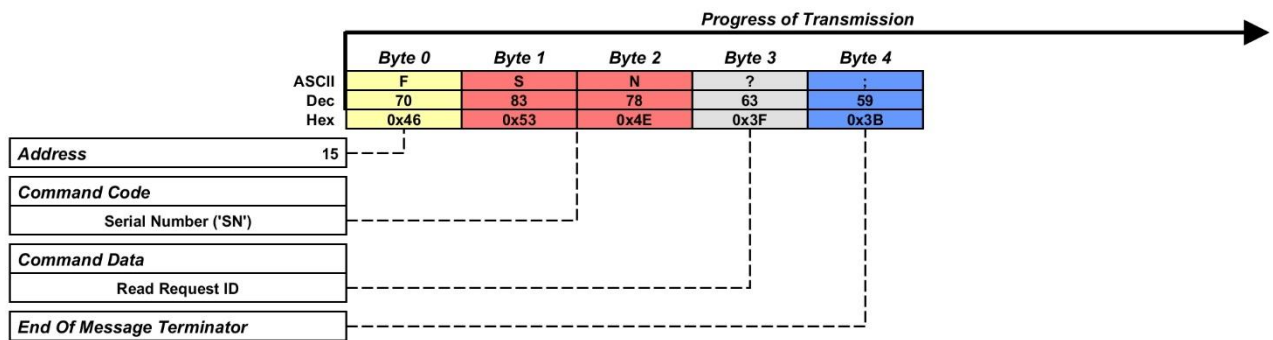 Progress of Transmission
Byte 0 Byte 1 Byte 2 Byte 3 Byte 4
ASCII F S N ? ;
Dec 70 83 78 63 59
Hex 0x46 0x53 0x4E 0x3F 0x3B
Address 15
Command Code
Serial Number ('SN')
Command Data
Read Request ID
End Of Message Terminator